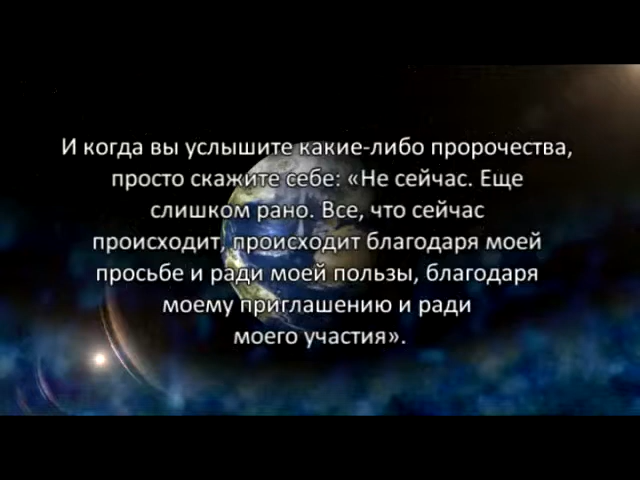 И когда вы услышите какие-либо пророчества,
просто скажите себе: «Не сейчас. Еще
слишком рано. Все, что сейчас
происходит, происходит благодаря моей
просьбе и ради моей пользы, благодаря
моему приглашению и ради
моего участия».